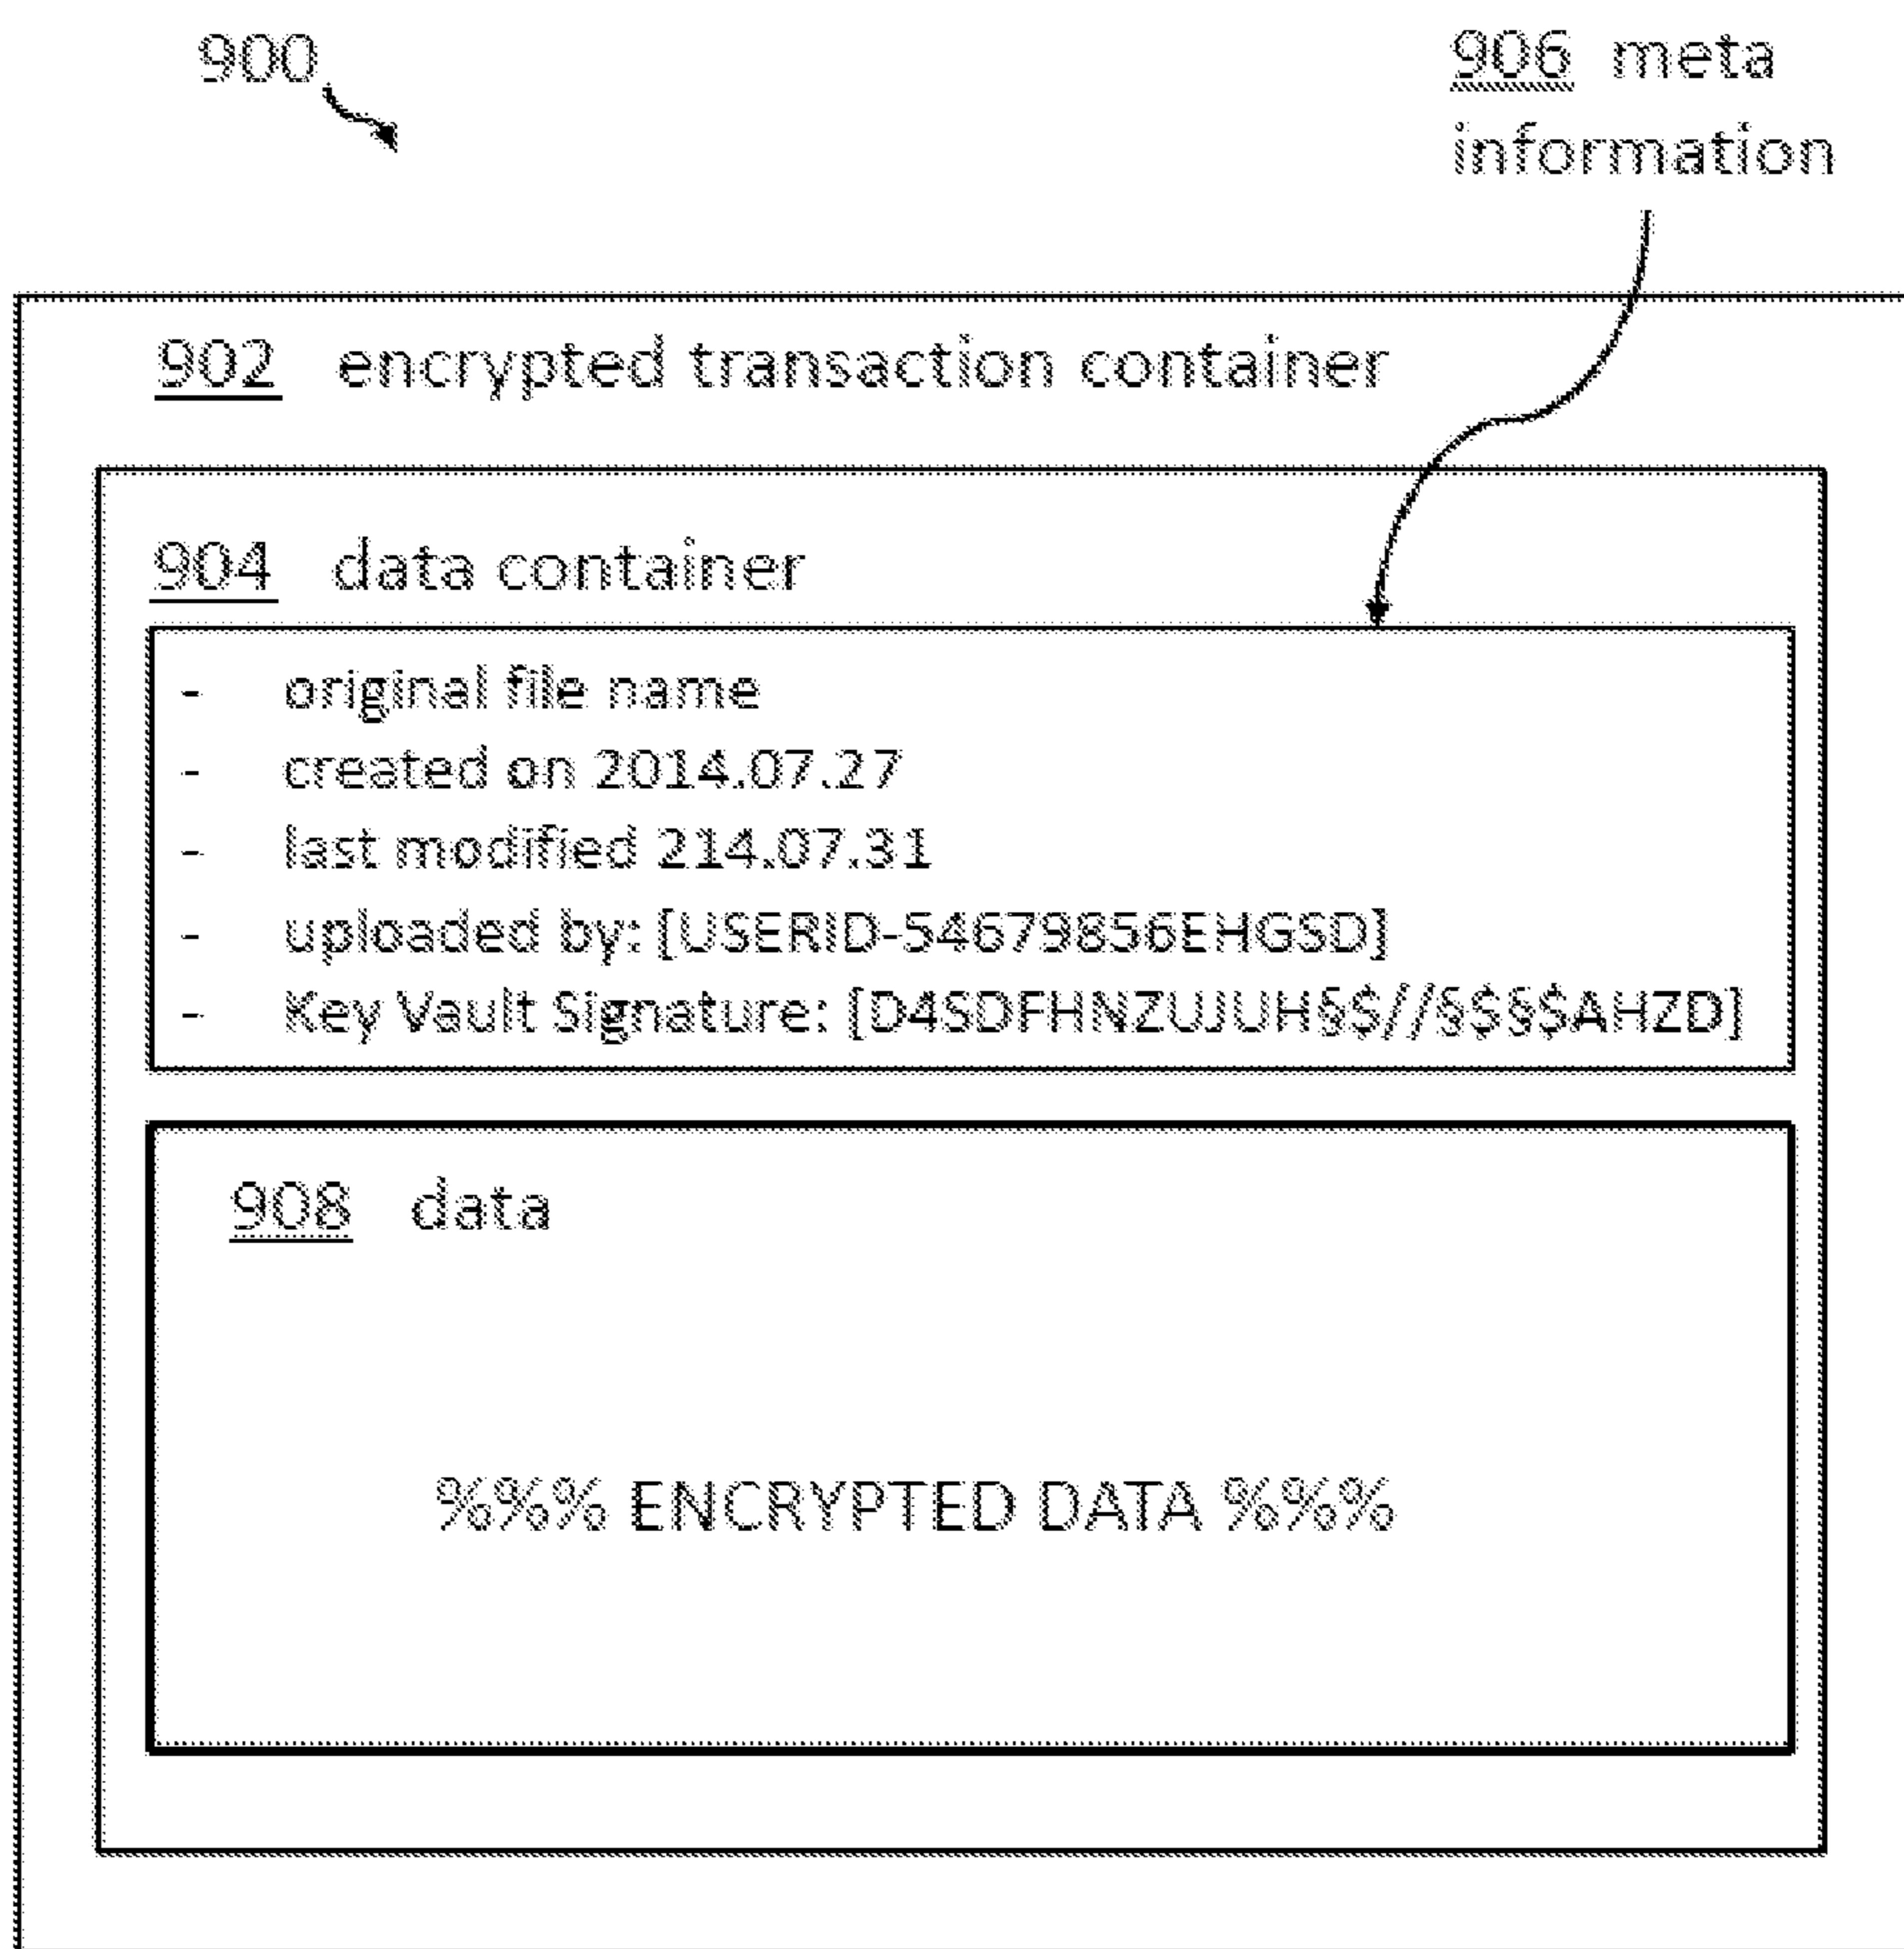 900
906 meta
information
902 encrypted transaction container
904 data container
- original file name
- created on 2014.07.27
- last modified 214.07.31
- uploaded by: [USERID-54679856EHGSD]
- Key Vault Signature: [D4SDFHNZUJUH§$//§$§$AHZD]
908 data
%%% ENCRYPTED DATA %%%